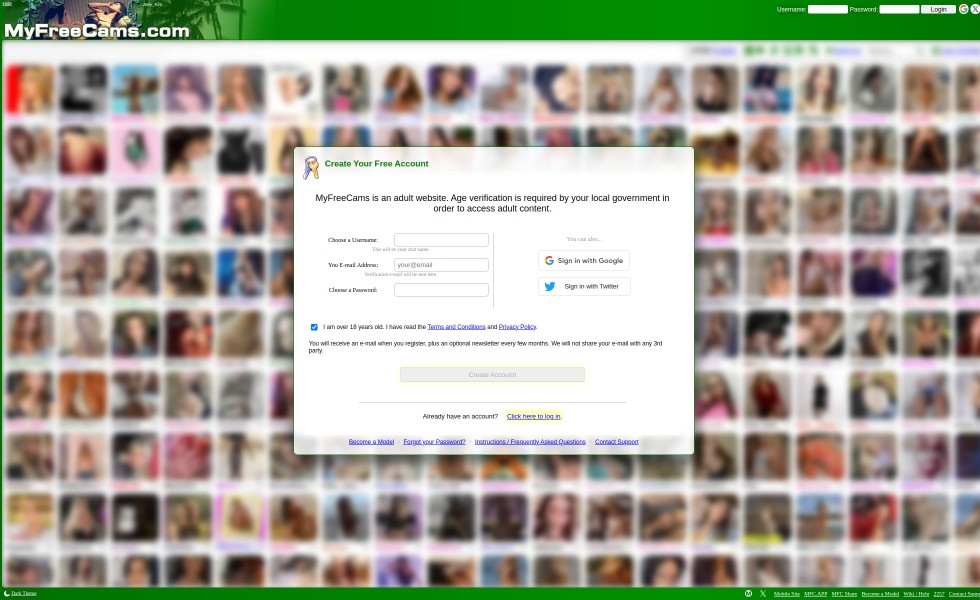 Hide
Joey_Kim
MyFreeCams.com
Username:
Password:
Login
Create Your Free Account
MyFreeCams is an adult website. Age verification is required by your local government in
order to access adult content.
Choose a Username:
This will be your chat name.
You E-mail Address:
your@email
Verification e-mail will be sent here.
Choose a Password:
You can also...
Sign in with Google
Sign in with Twitter
I am over 18 years old. I have read the Terms and Conditions and Privacy Policy.
You will receive an e-mail when you register, plus an optional newsletter every few months. We will not share your e-mail with any 3rd
party.
Create Account!
Already have an account? Click here to log in.
Become a Model · Forgot your Password? · Instructions / Frequently Asked Questions · Contact Support
Dark Theme
Mobile Site MFC.APP MFC Share Become a Model Wiki / Help 2257 Contact